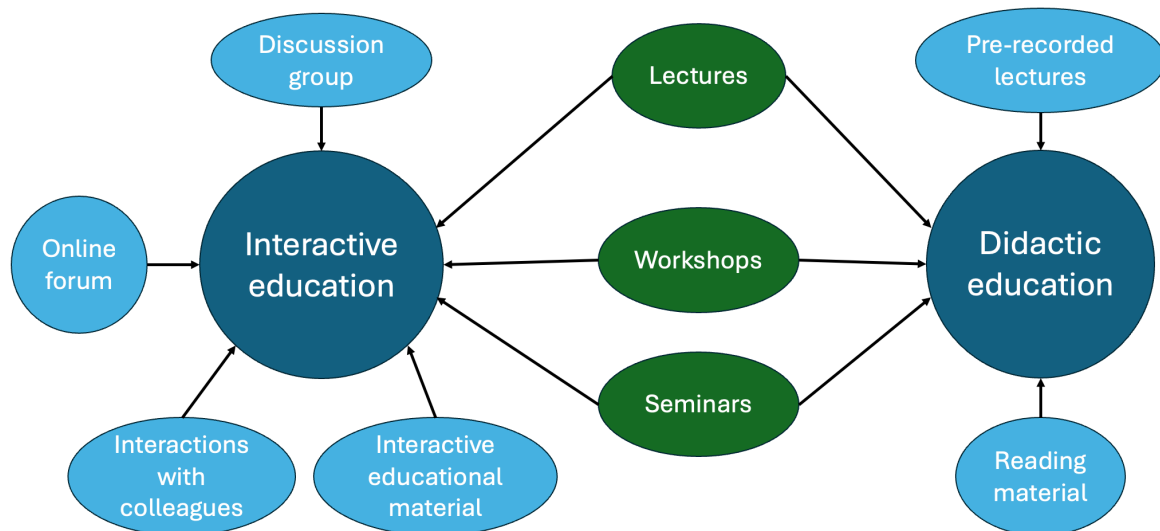 Discussion
group
Lectures
Pre-recorded
lectures
Online
forum
Interactive
education
Workshops
Didactic
education
Seminars
Interactions
with
colleagues
Interactive
educational
material
Reading
material